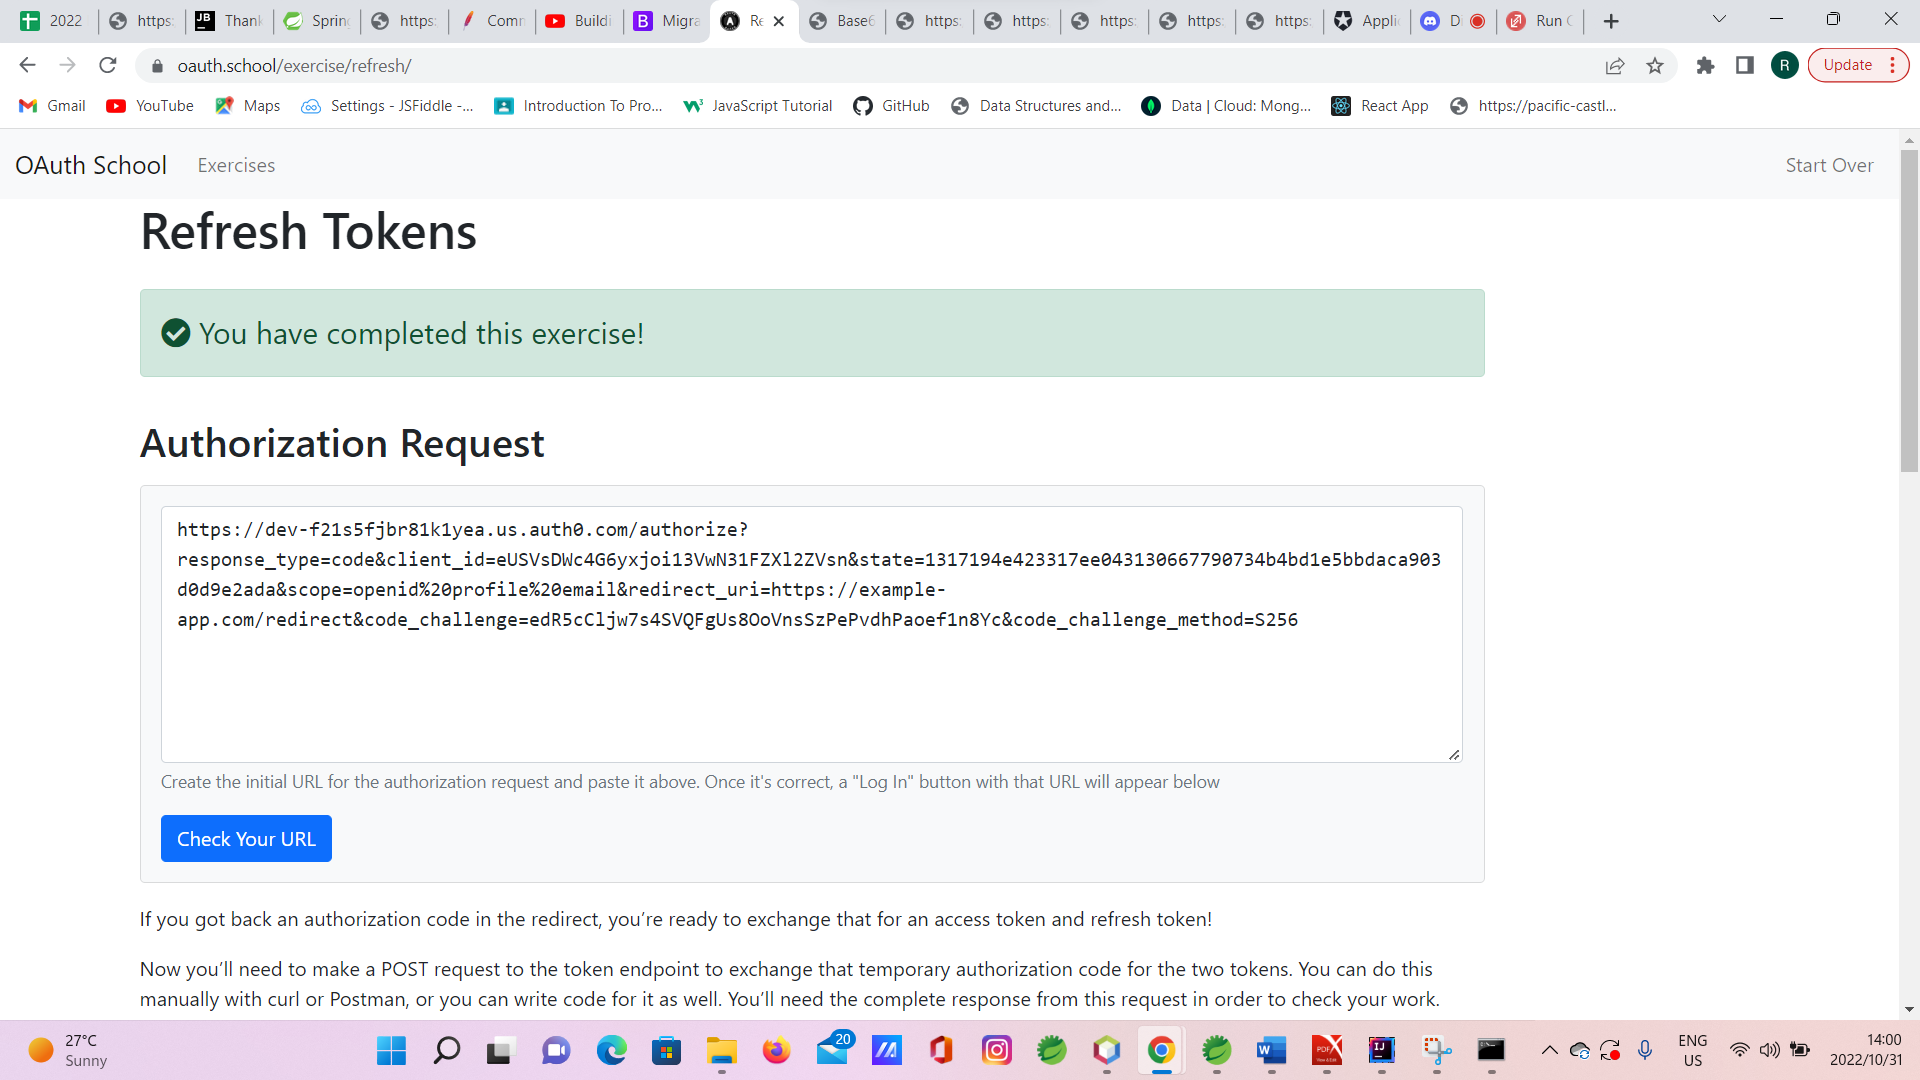 2022
https:
Thank
Spring
https:
Comm
Buildi
Migra
Re
Base6
https:
https:
https:
https:
https:
Applic
Di
Run C
oauth.school/exercise/refresh/
R
Update
Gmail
YouTube
Maps
Settings - JSFiddle -...
Introduction To Pro...
JavaScript Tutorial
GitHub
Data Structures and...
Data | Cloud: Mong...
React App
https://pacific-castl...
OAuth School
Exercises
Start Over
Refresh Tokens
You have completed this exercise!
Authorization Request
https://dev-f21s5fjbr81k1yea.us.auth0.com/authorize?
response_type=code&client_id=eUSVsDWc4G6yxjoi13VwN31FZXl2ZVsn&state=1317194e423317ee043130667790734b4bd1e5bbdaca903
d0d9e2ada&scope=openid%20profile%20email&redirect_uri=https://example-
app.com/redirect&code_challenge=edR5cCljw7s4SVQFgUs8OoVnsSzPePvdhPaoef1n8Yc&code_challenge_method=S256
Create the initial URL for the authorization request and paste it above. Once it's correct, a "Log In" button with that URL will appear below
Check Your URL
If you got back an authorization code in the redirect, you’re ready to exchange that for an access token and refresh token!
Now you’ll need to make a POST request to the token endpoint to exchange that temporary authorization code for the two tokens. You can do this
manually with curl or Postman, or you can write code for it as well. You’ll need the complete response from this request in order to check your work.
27°C
Sunny
20
ENG
US
14:00
2022/10/31